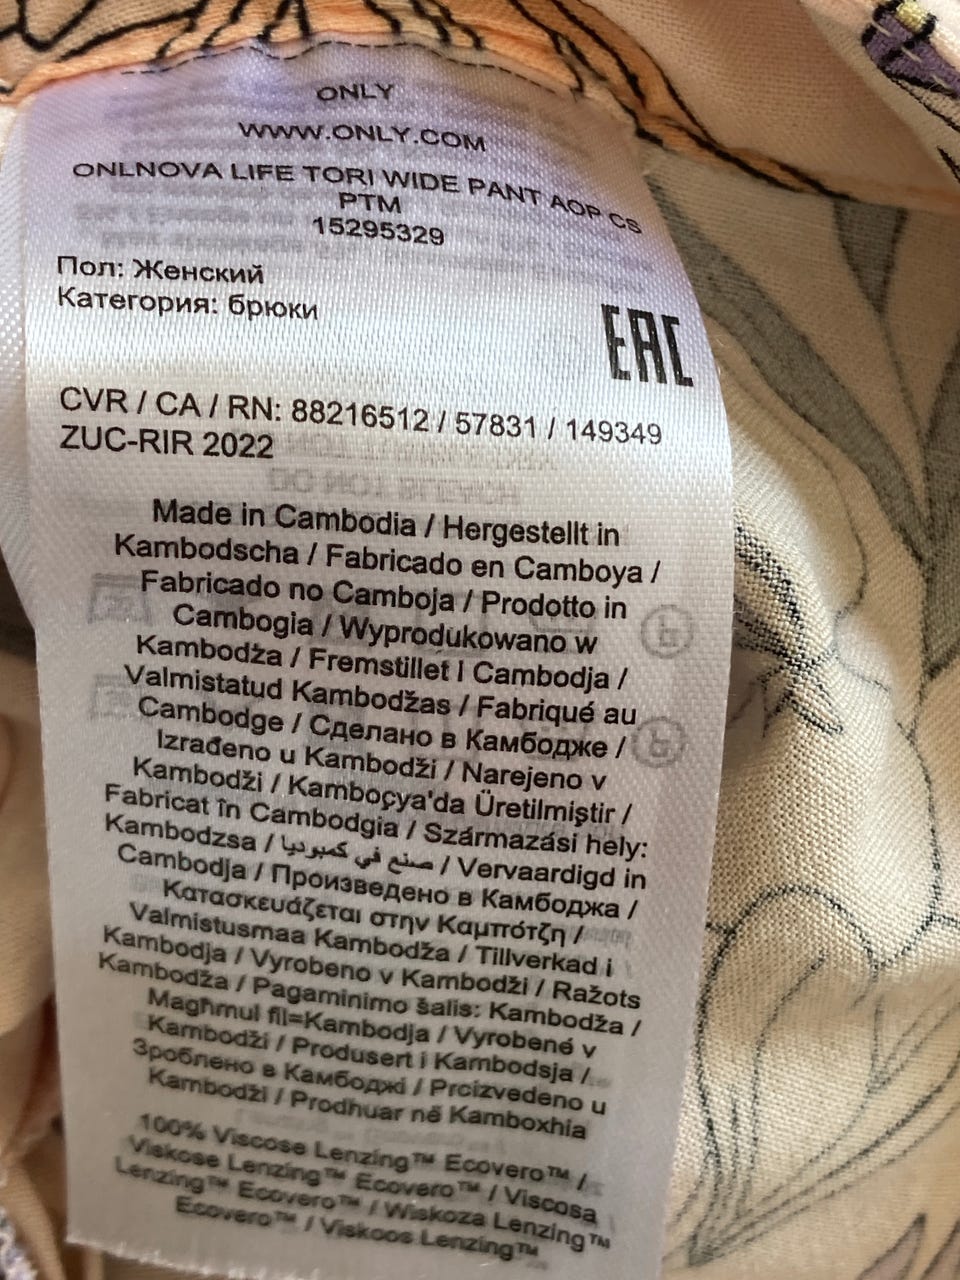 ONLY
WWW.ONLY.COM
ONLNOVA LIFE TORI WIDE PANT AOP CS
PTM
15295329
Пол: Женский
Категория: брюки
EAC
CVR / CA / RN: 88216512 / 57831 / 149349
ZUC-RIR 2022
Made in Cambodia / Hergestellt in
Kambodscha / Fabricado en Camboya /
Fabricado no Camboja / Prodotto in
Cambogia / Wyprodukowano w
Kambodża / Fremstillet I Cambodja /
Valmistatud Kambodžas / Fabriqué au
Cambodge / Сделано в Камбодже /
Izrađeno u Kambodži / Narejeno v
Kambodži / Kamboçya'da Üretilmiştir /
Fabricat în Cambodgia / Származási hely:
Kambodzsa / صنع في كمبوديا / Vervaardigd in
Cambodja / Произведено в Камбоджа /
Κατασκευάζεται στην Καμπότζη /
Valmistusmaa Kambodža / Tillverkad i
Kambodja / Vyrobeno v Kambodži / Ražots
Kambodža / Pagaminimo šalis: Kambodža /
Magħmul fil=Kambodja / Vyrobené v
Kambodži / Produsert i Kambodsja /
Зроблено в Камбоджі / Prcizvedeno u
Kambodži / Prodhuar në Kamboxhia
100% Viscose Lenzing™ Ecovero™ /
Viskose Lenzing™ Ecovero™ / Viscosa
Lenzing™ Ecovero™ / Wiskoza Lenzing™
Ecovero™ / Viskoos Lenzing™